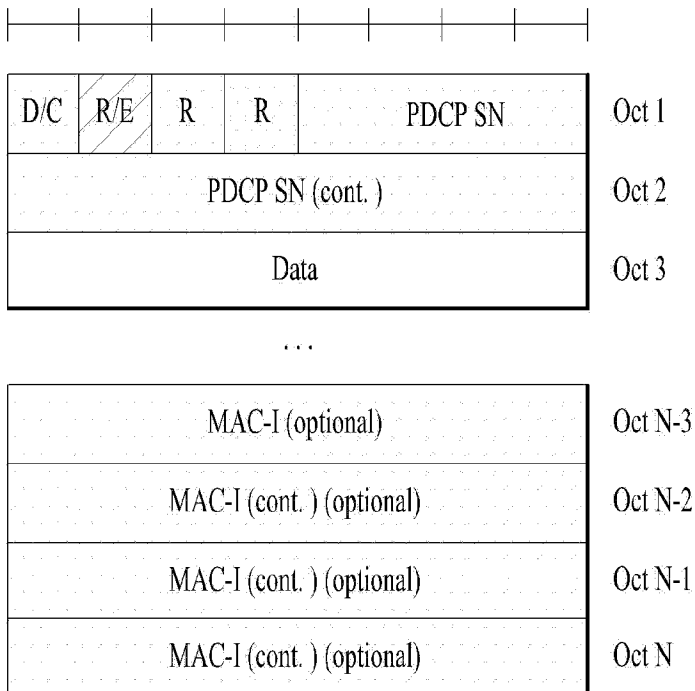 D/C R/E R R PDCP SN Oct 1
PDCP SN (cont. ) Oct 2
Data Oct 3
...
MAC-I (optional) Oct N-3
MAC-I (cont. ) (optional) Oct N-2
MAC-I (cont. ) (optional) Oct N-1
MAC-I (cont. ) (optional) Oct N